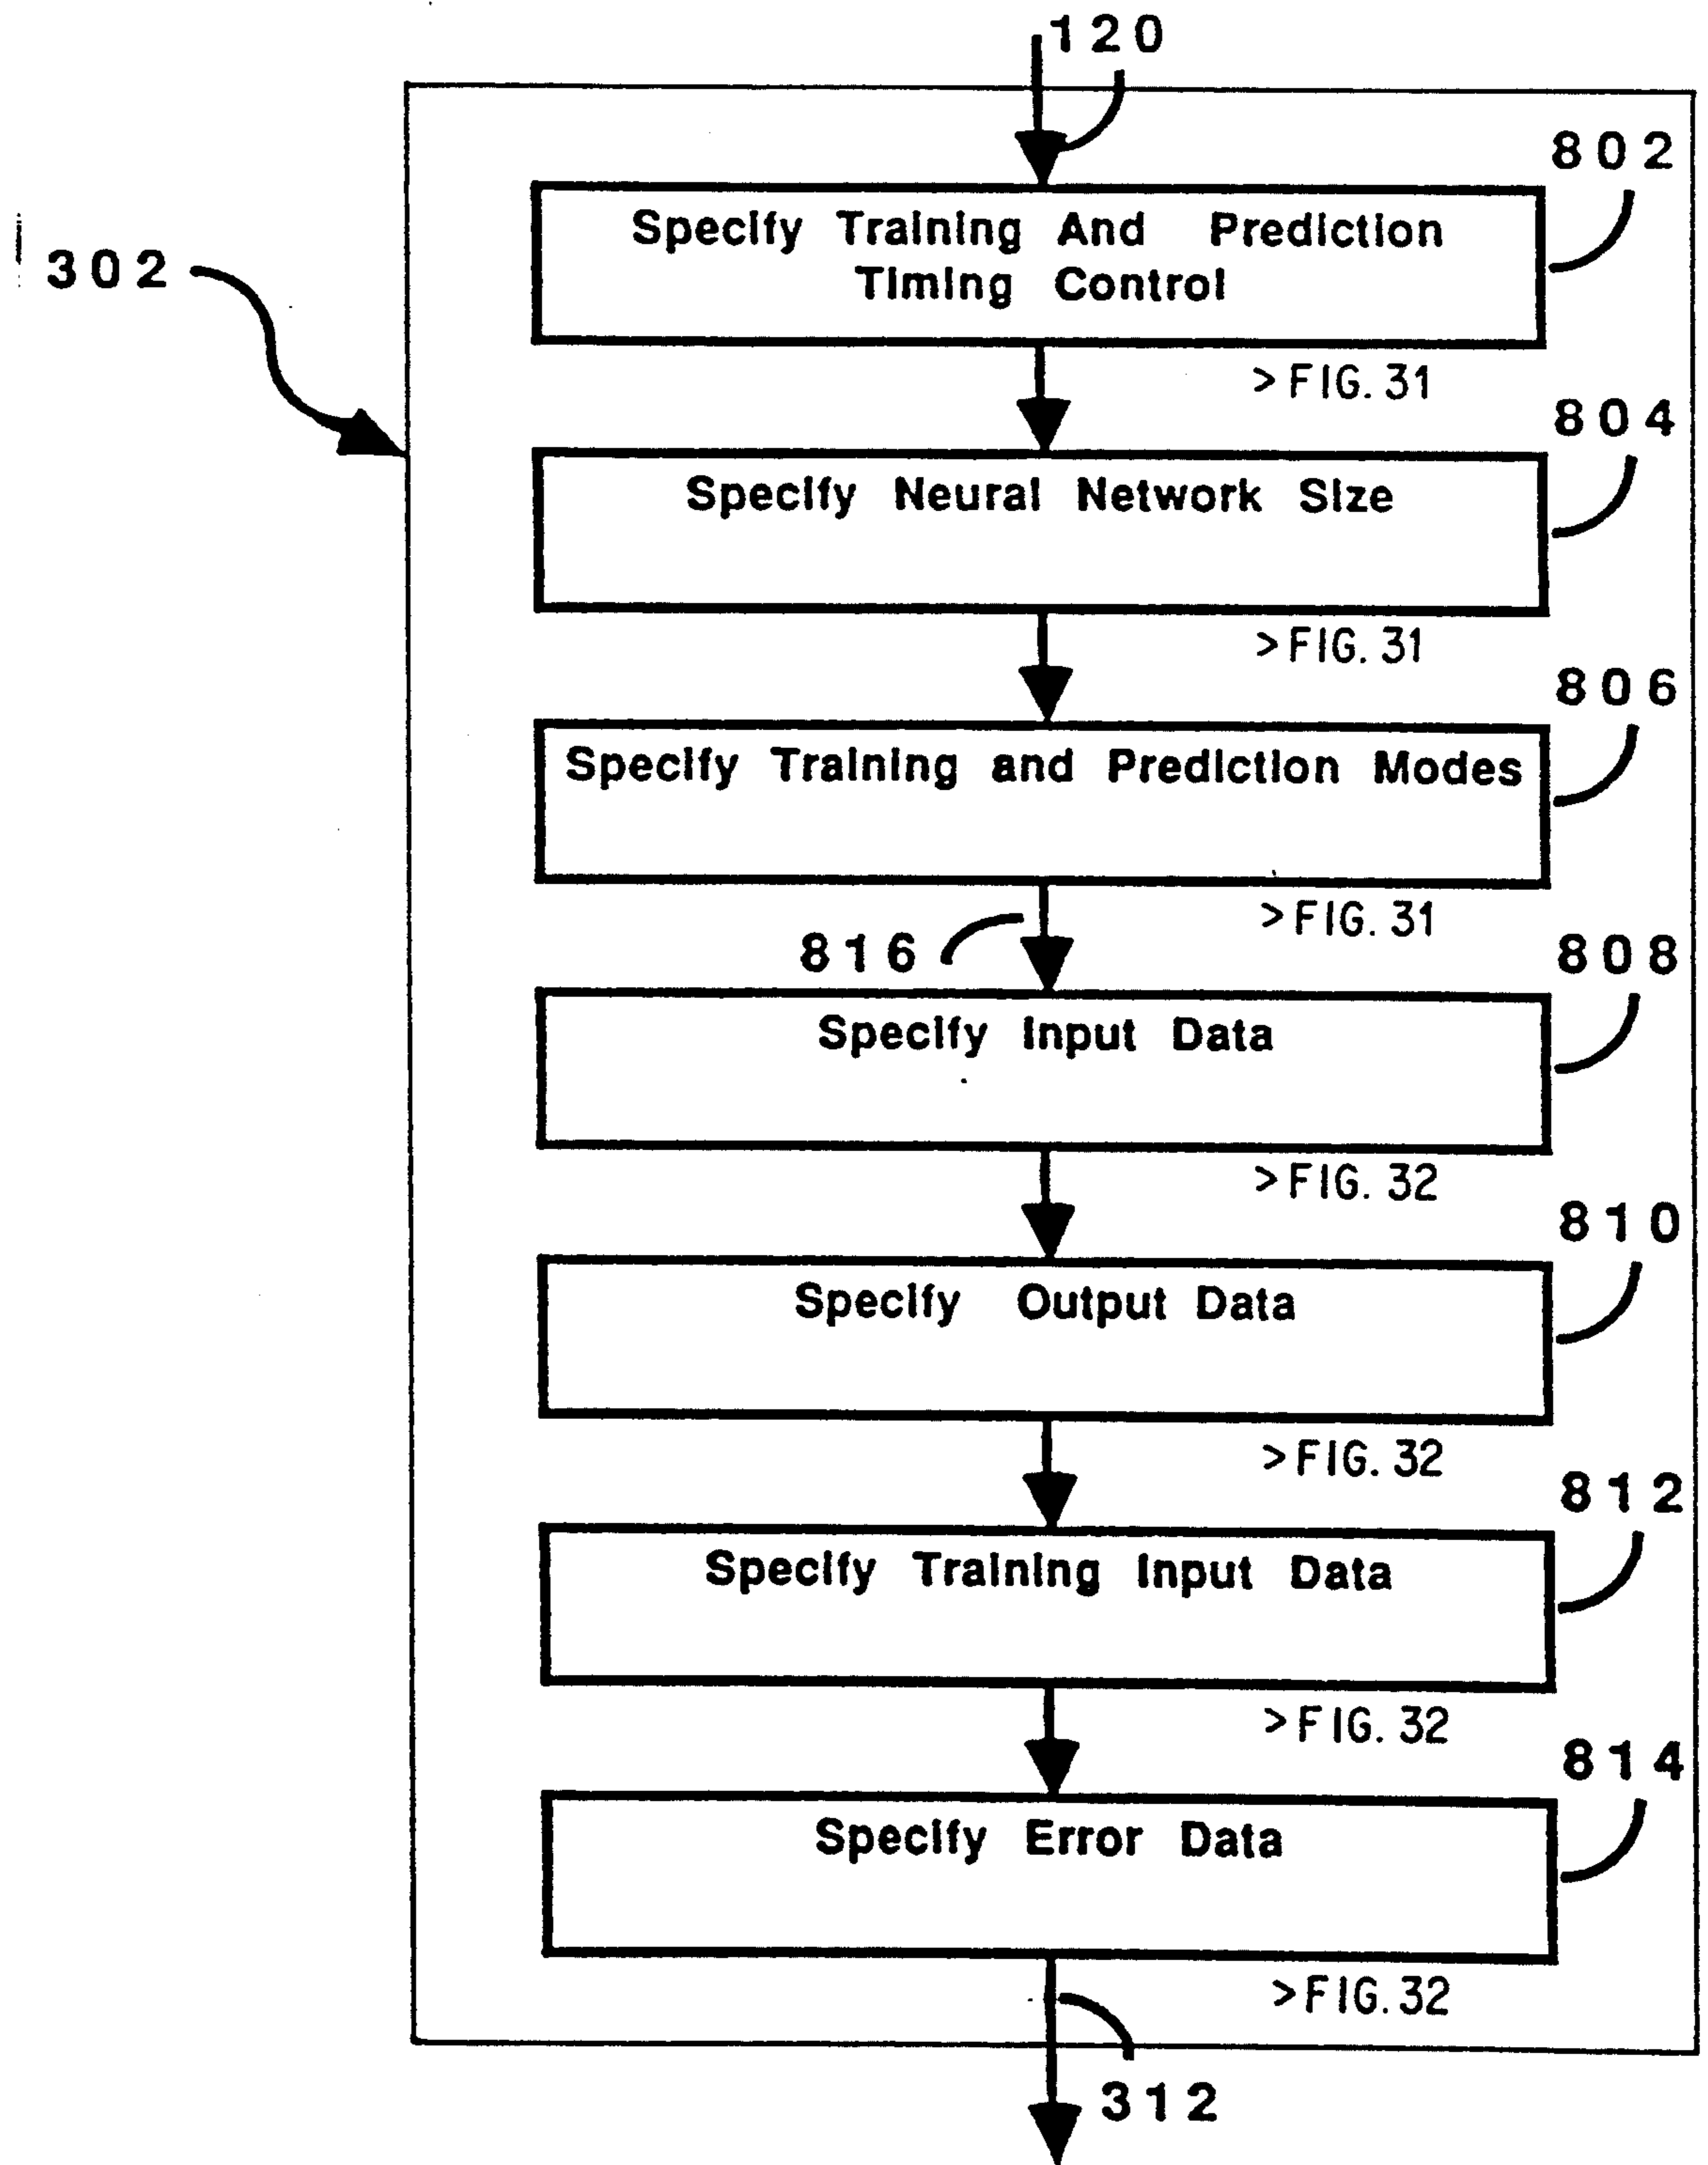 120
802
Specify Training And Prediction
Timing Control
302
>FIG. 31
804
Specify Neural Network Size
>FIG. 31
806
Specify Training and Prediction Modes
>FIG. 31
816
808
Specify Input Data
>FIG. 32
810
Specify Output Data
>FIG. 32
812
Specify Training Input Data
>FIG. 32
814
Specify Error Data
>FIG. 32
312